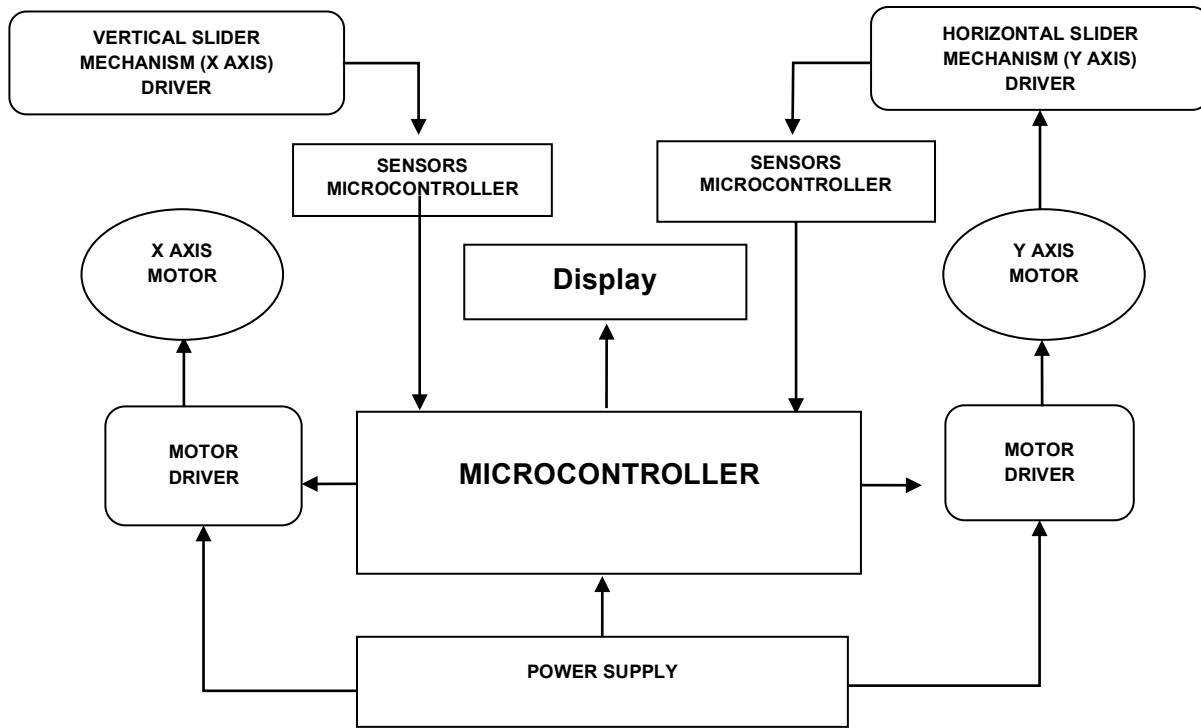 VERTICAL SLIDER
MECHANISM (X AXIS)
DRIVER
HORIZONTAL SLIDER
MECHANISM (Y AXIS)
DRIVER
SENSORS
MICROCONTROLLER
SENSORS
MICROCONTROLLER
X AXIS
MOTOR
Display
Y AXIS
MOTOR
MOTOR
DRIVER
MICROCONTROLLER
MOTOR
DRIVER
POWER SUPPLY